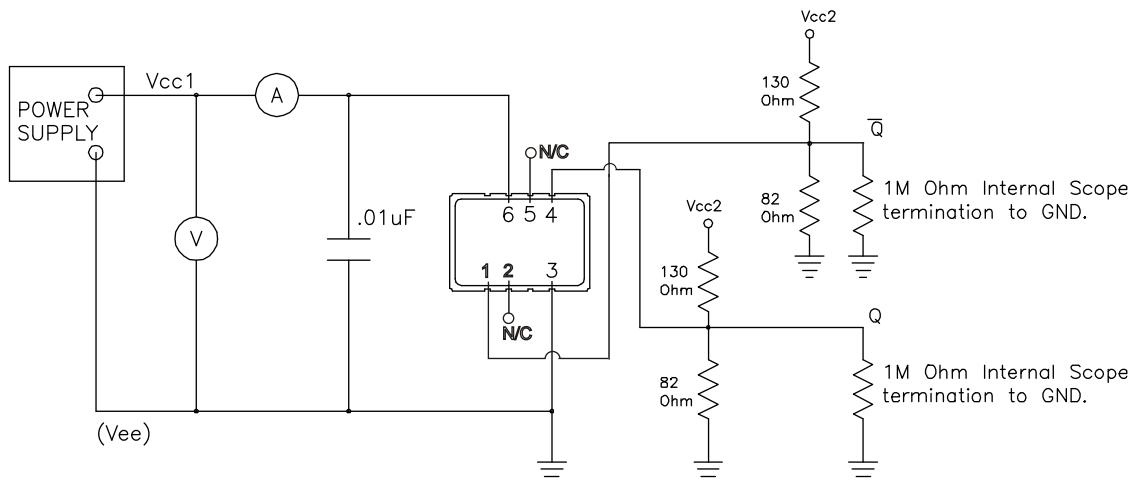 Vcc2
Vcc1
130
Ohm
Q̅
POWER
SUPPLY
A
N/C
1M Ohm Internal Scope
termination to GND.
82
Ohm
6 5 4
Vcc2
.01uF
V
1 2 3
130
Ohm
N/C
Q
1M Ohm Internal Scope
termination to GND.
82
Ohm
(Vee)